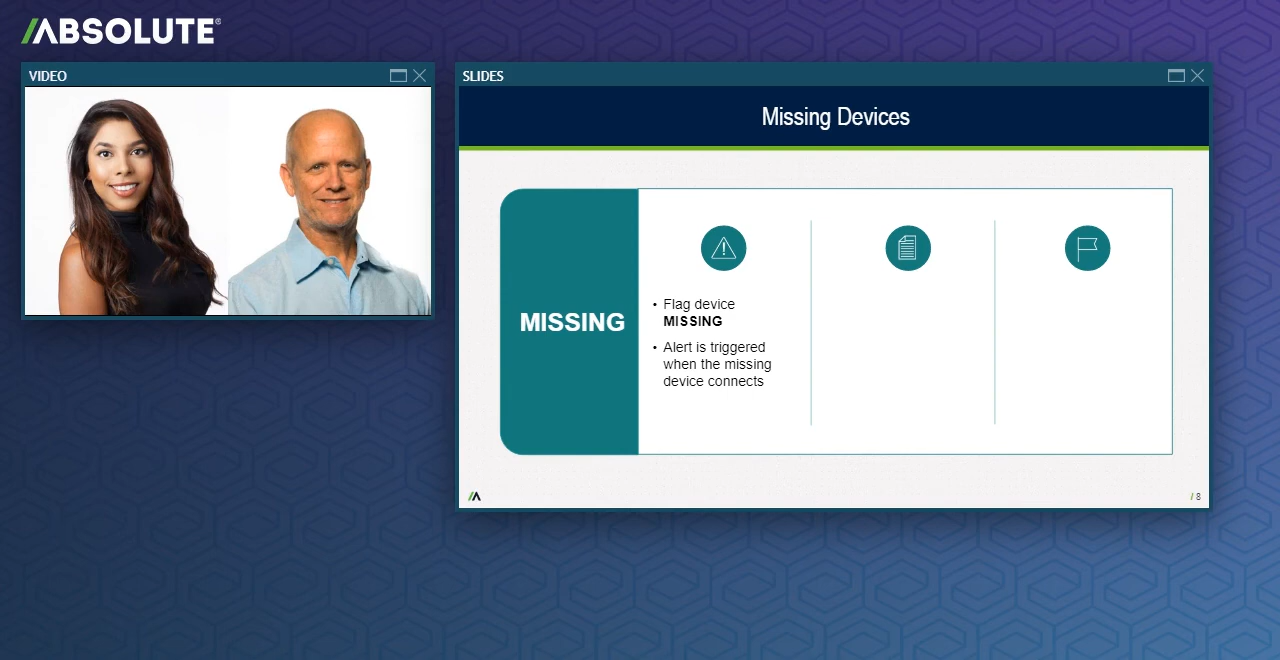 ABSOLUTE®
VIDEO
SLIDES
Missing Devices
MISSING
• Flag device
MISSING
• Alert is triggered
when the missing
device connects
/ 8